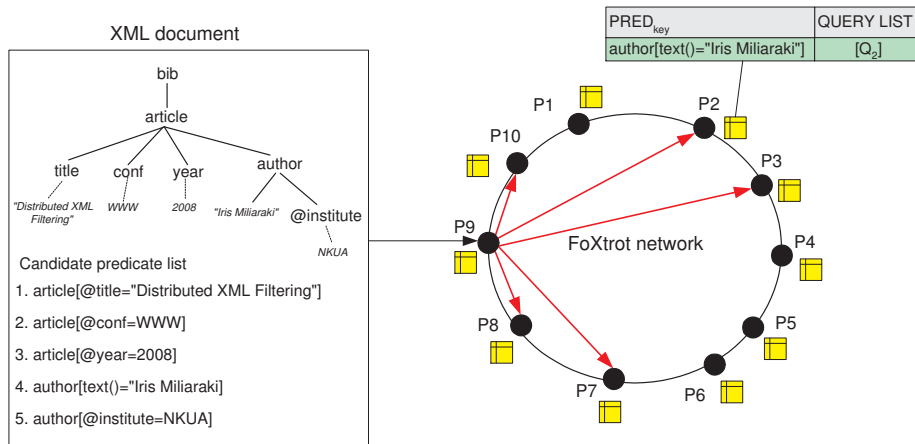 XML document
bib
article
title conf year author
"Distributed XML
Filtering"
WWW
2008
"Iris Miliaraki"
@institute
NKUA
Candidate predicate list
1. article[@title="Distributed XML Filtering"]
2. article[@conf=WWW]
3. article[@year=2008]
4. author[text()="Iris Miliaraki]
5. author[@institute=NKUA]
PREDkey QUERY LIST
author[text()="Iris Miliaraki"] [Q2]
P1
P2
P10
P3
P9
FoXtrot network
P4
P8
P5
P7
P6